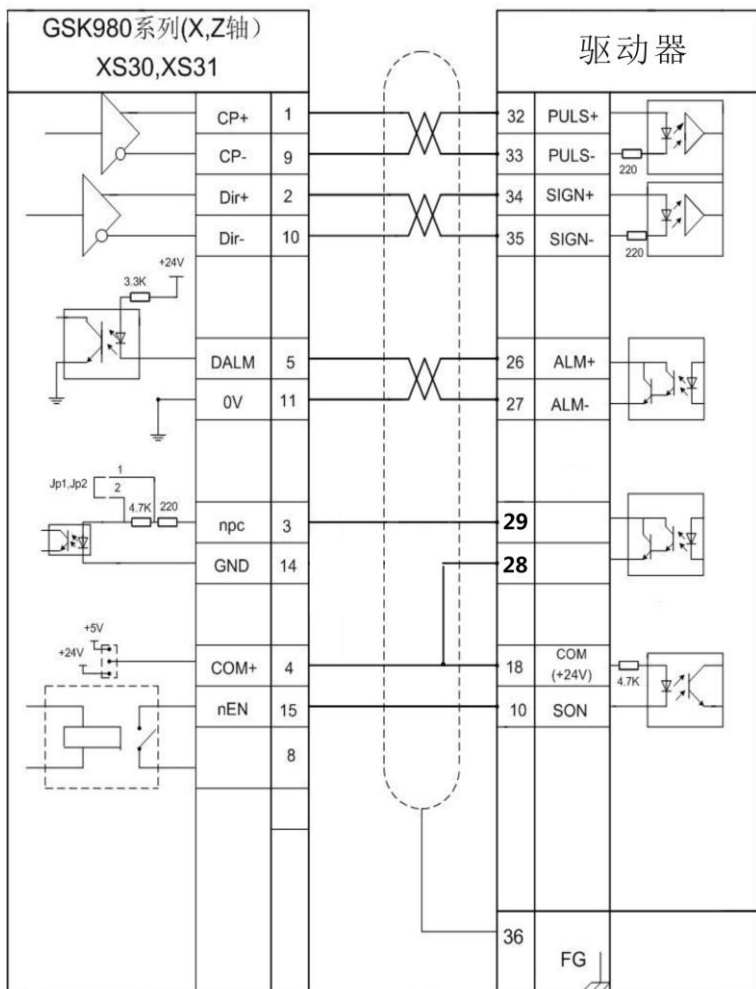 GSK980系列(X,Z轴）
XS30,XS31
驱动器
CP+ 1 32 PULS+
CP- 9 33 PULS-
220
Dir+ 2 34 SIGN+
Dir- 10 35 SIGN-
220
+24V
3.3K
DALM 5 26 ALM+
0V 11 27 ALM-
Jp1,Jp2
1
2
4.7K 220
npc 3 29
GND 14 28
+5V
+24V
COM+ 4 18 COM
(+24V)
4.7K
nEN 15 10 SON
8
36
FG